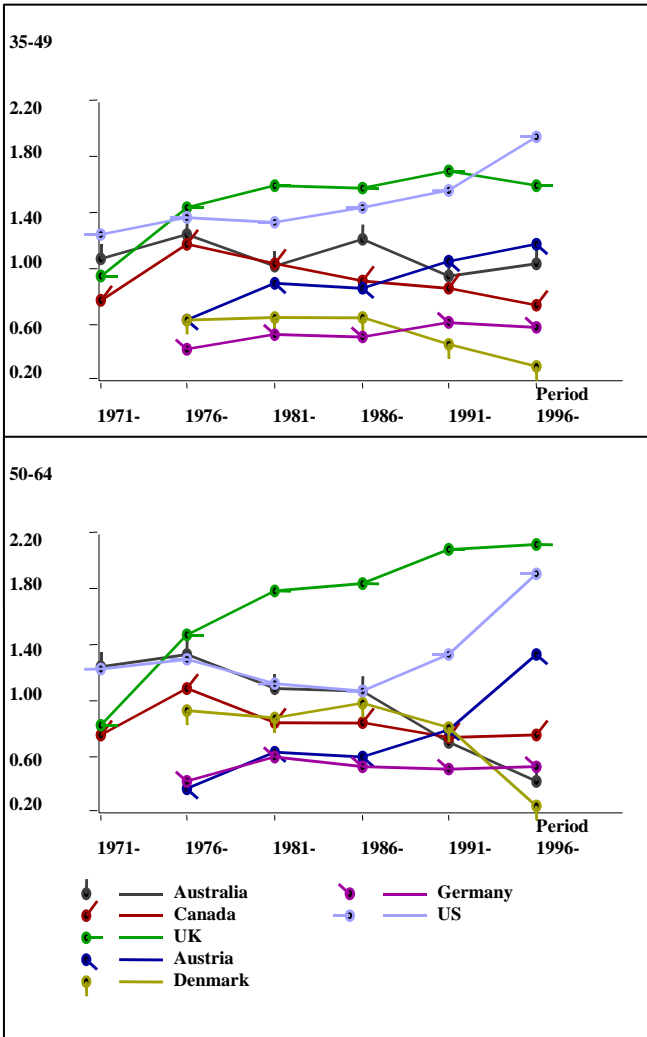 35-49
2.20
1.80
1.40
1.00
0.60
0.20
Period
1971- 1976- 1981- 1986- 1991- 1996-
50-64
2.20
1.80
1.40
1.00
0.60
0.20
Period
1971- 1976- 1981- 1986- 1991- 1996-
Australia Germany
Canada US
UK
Austria
Denmark